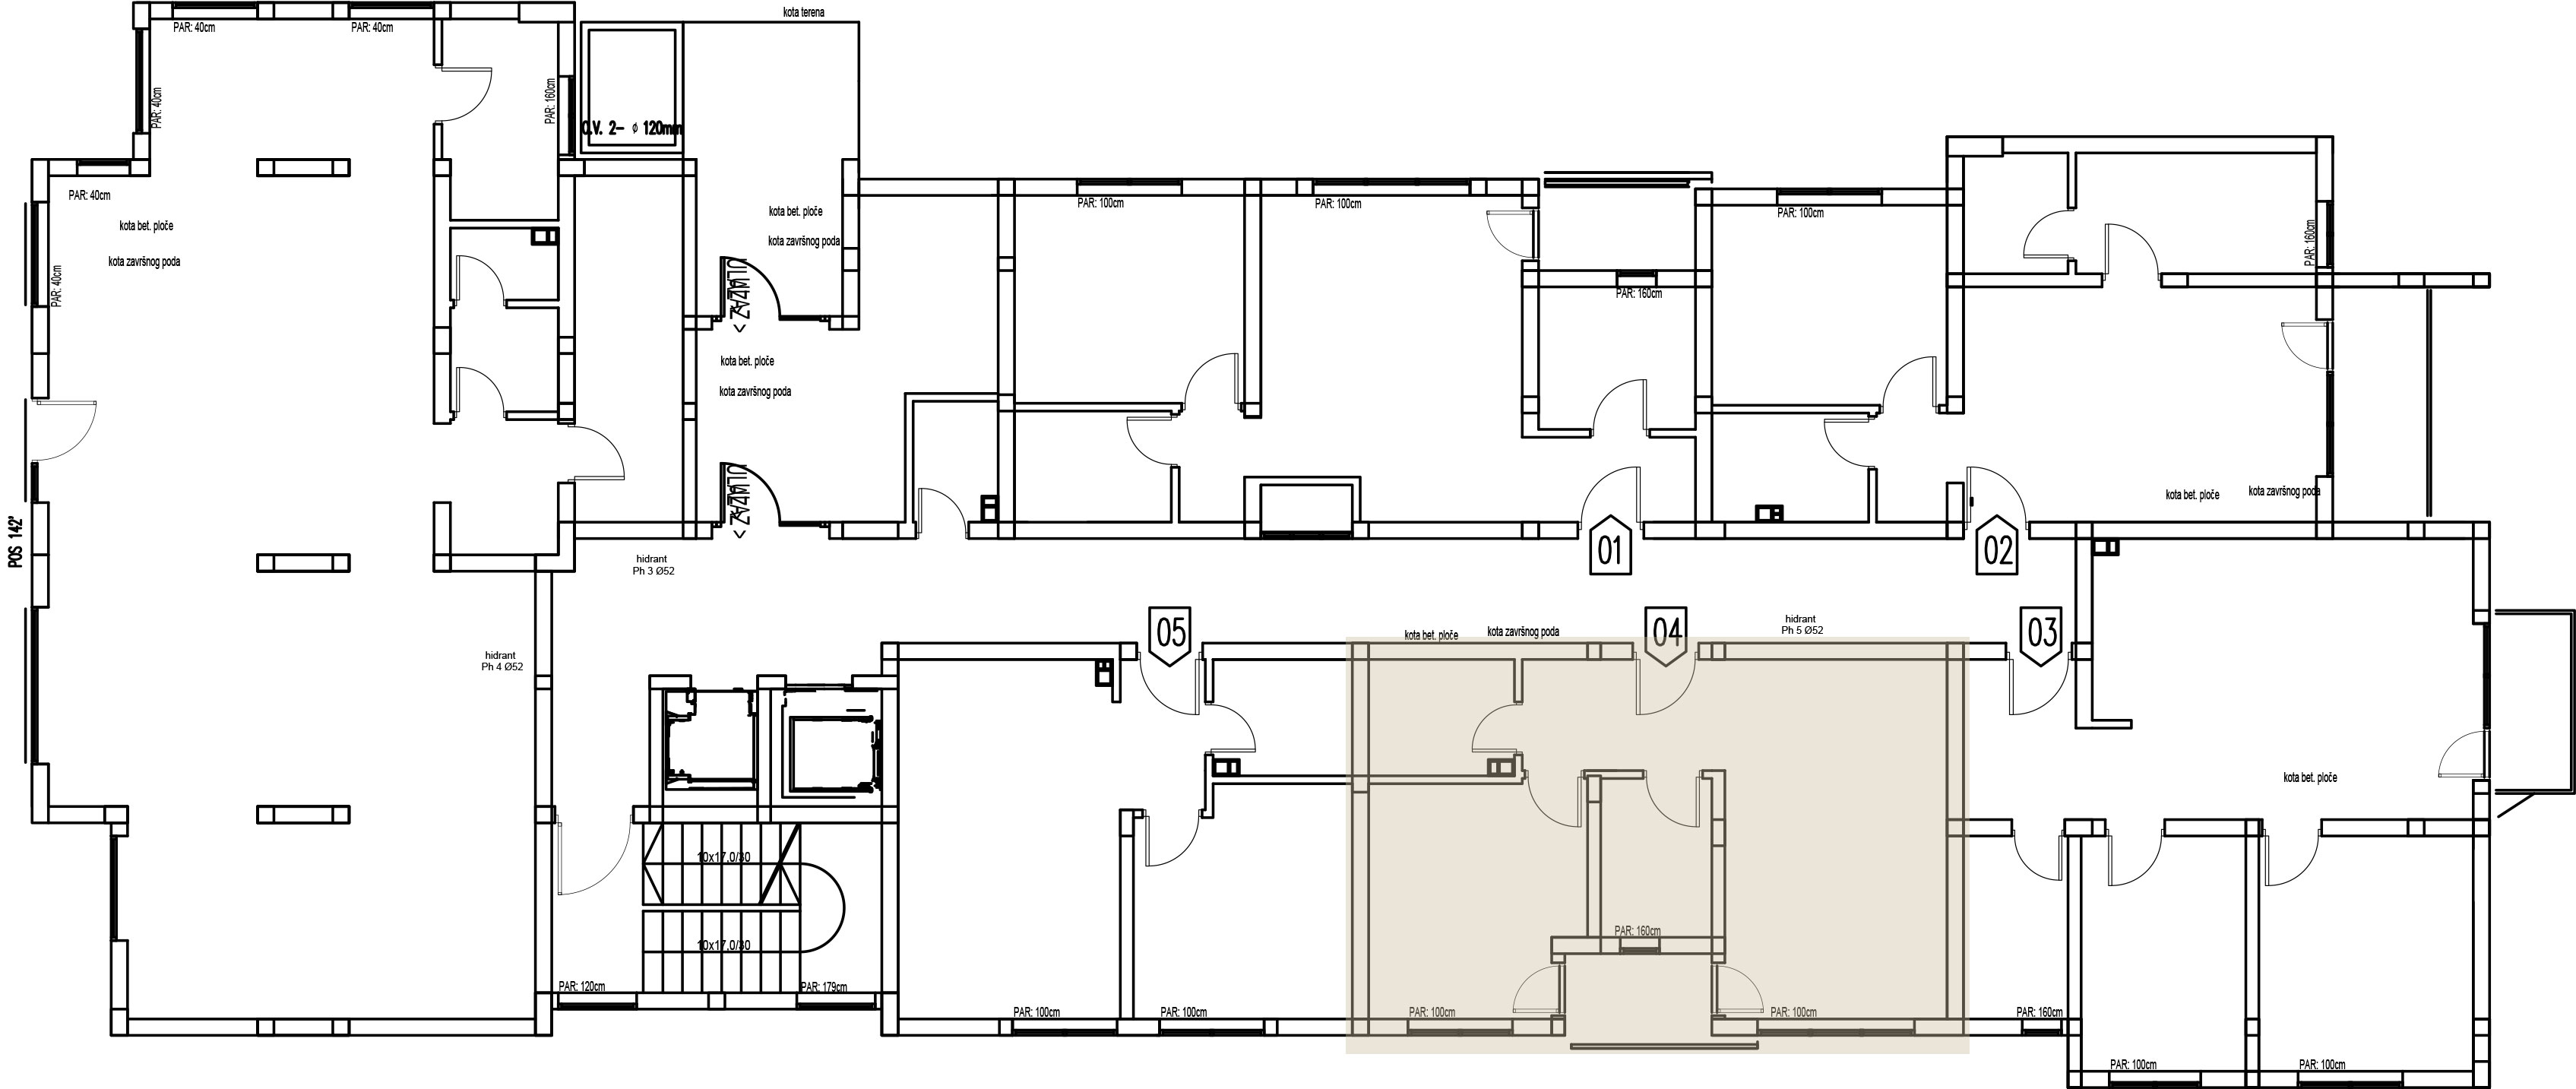 kota terena
PAR: 40cm
PAR: 40cm
PAR: 40cm
PAR: 160cm
O.V. 2- ø 120mm
PAR: 40cm
kota bet. ploče
kota završnog poda
PAR: 40cm
kota bet. ploče
kota završnog poda
PAR: 100cm
PAR: 100cm
PAR: 160cm
PAR: 100cm
PAR: 160cm
ULAZ
kota bet. ploče
kota završnog poda
ULAZ
kota bet. ploče
kota završnog poda
POS 142'
01
02
hidrant
Ph 3 Ø52
hidrant
Ph 4 Ø52
05
kota bet. ploče
kota završnog poda
04
hidrant
Ph 5 Ø52
03
kota bet. ploče
10x17,0/30
10x17,0/30
PAR: 160cm
PAR: 120cm
PAR: 179cm
PAR: 100cm
PAR: 100cm
PAR: 100cm
PAR: 100cm
PAR: 160cm
PAR: 100cm
PAR: 100cm